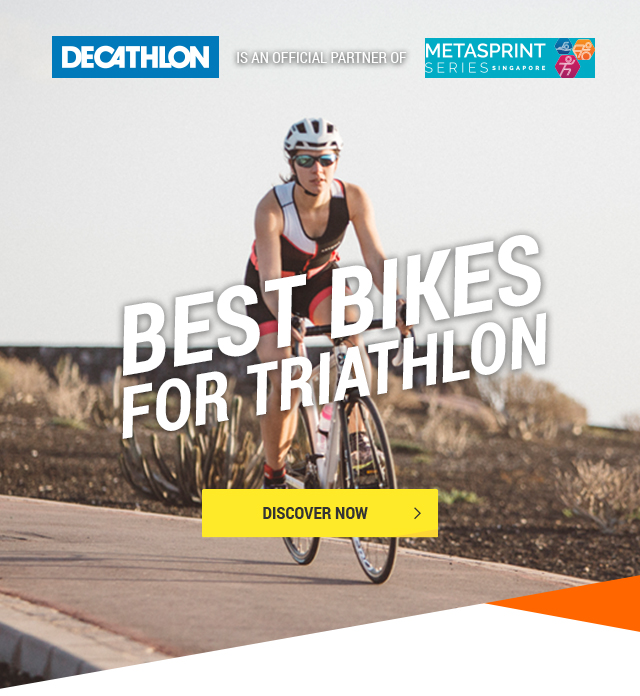 DECATHLON IS AN OFFICIAL PARTNER OF METASPRINT
SERIES SINGAPORE
BEST BIKES
FOR TRIATHLON
DISCOVER NOW